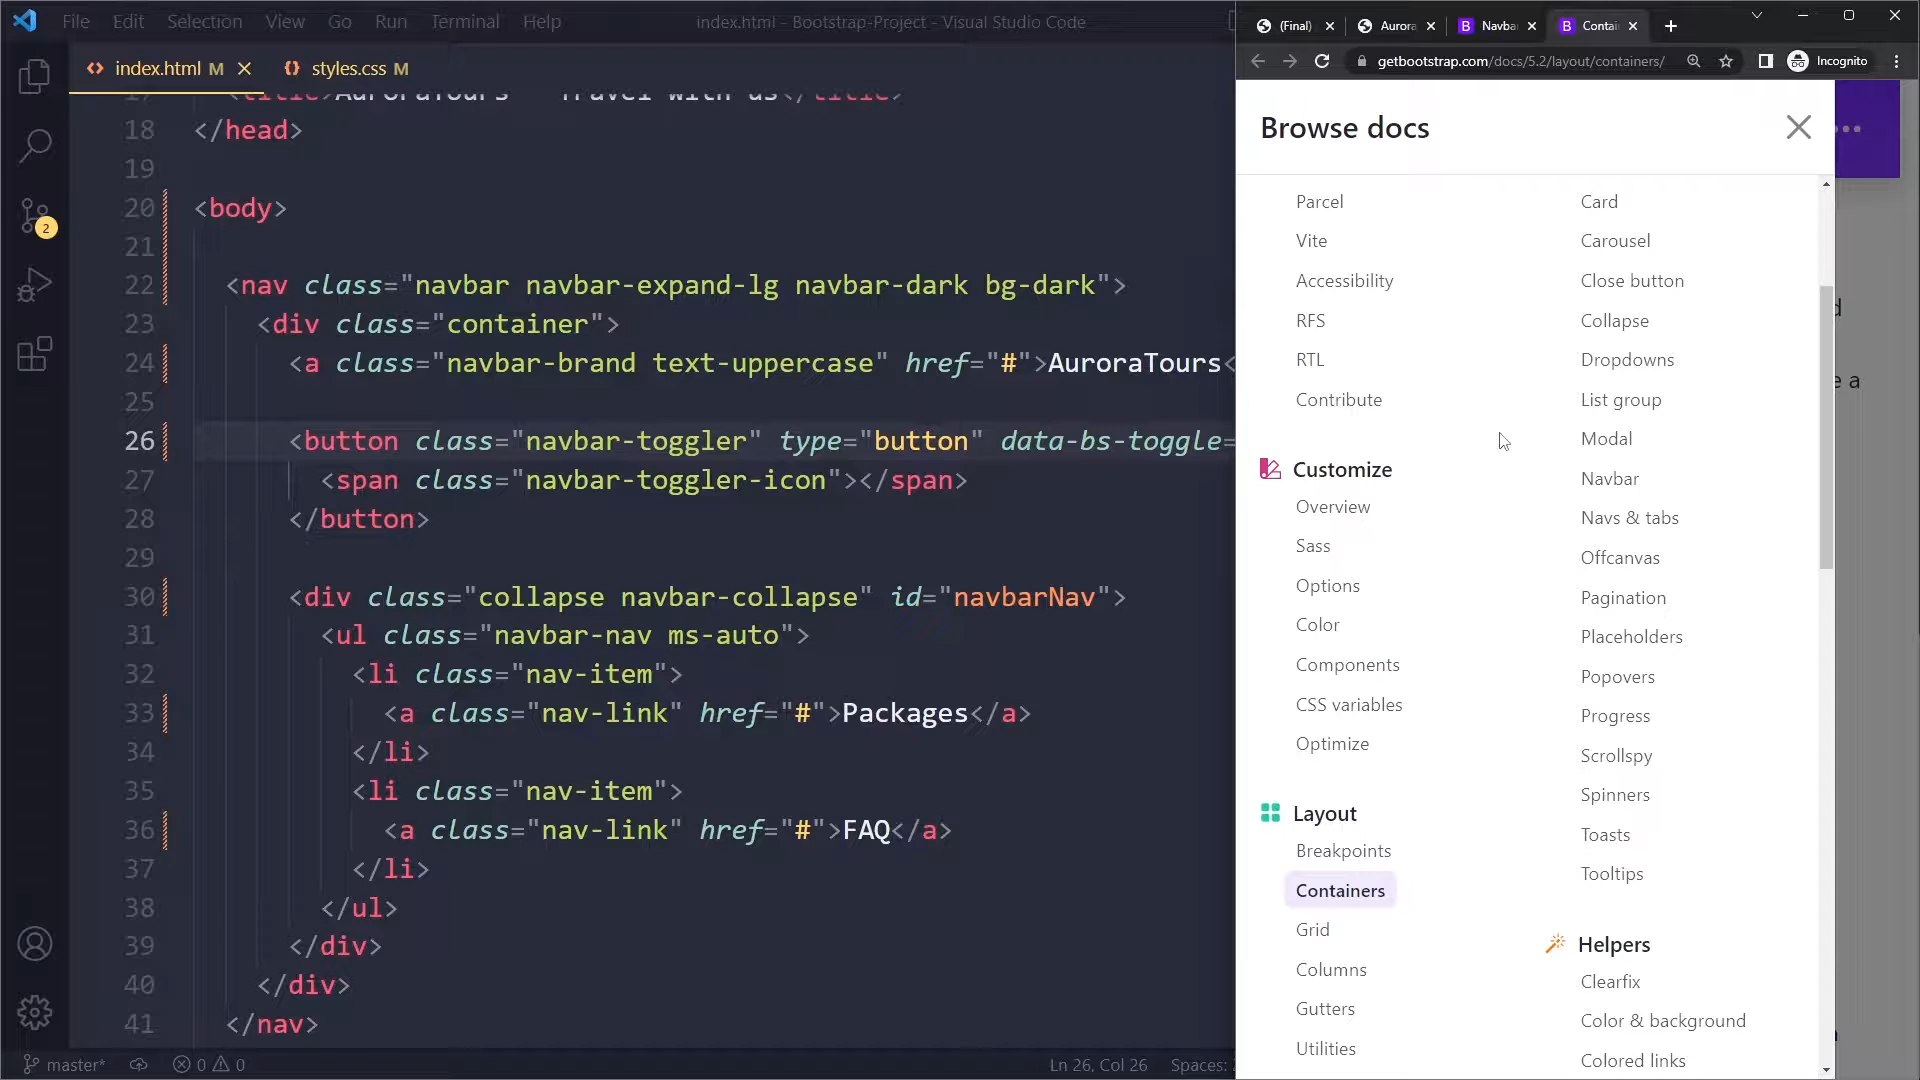 File Edit Selection View Go Run Terminal Help
index.html - Bootstrap-Project - Visual Studio Code
index.html M
styles.css M
18 </head>
19
20 <body>
21
22 <nav class="navbar navbar-expand-lg navbar-dark bg-dark">
23 <div class="container">
24 <a class="navbar-brand text-uppercase" href="#">AuroraTours<
25
26 <button class="navbar-toggler" type="button" data-bs-toggle=
27 <span class="navbar-toggler-icon"></span>
28 </button>
29
30 <div class="collapse navbar-collapse" id="navbarNav">
31 <ul class="navbar-nav ms-auto">
32 <li class="nav-item">
33 <a class="nav-link" href="#">Packages</a>
34 </li>
35 <li class="nav-item">
36 <a class="nav-link" href="#">FAQ</a>
37 </li>
38 </ul>
39 </div>
40 </div>
41 </nav>
2
master*
0 0
Ln 26, Col 26 Spaces:
(Final)
Aurora
Navba
Contai
getbootstrap.com/docs/5.2/layout/containers/
Incognito
Browse docs
Parcel
Vite
Accessibility
RFS
RTL
Contribute
Customize
Overview
Sass
Options
Color
Components
CSS variables
Optimize
Layout
Breakpoints
Containers
Grid
Columns
Gutters
Utilities
Card
Carousel
Close button
Collapse
Dropdowns
List group
Modal
Navbar
Navs & tabs
Offcanvas
Pagination
Placeholders
Popovers
Progress
Scrollspy
Spinners
Toasts
Tooltips
Helpers
Clearfix
Color & background
Colored links
e a